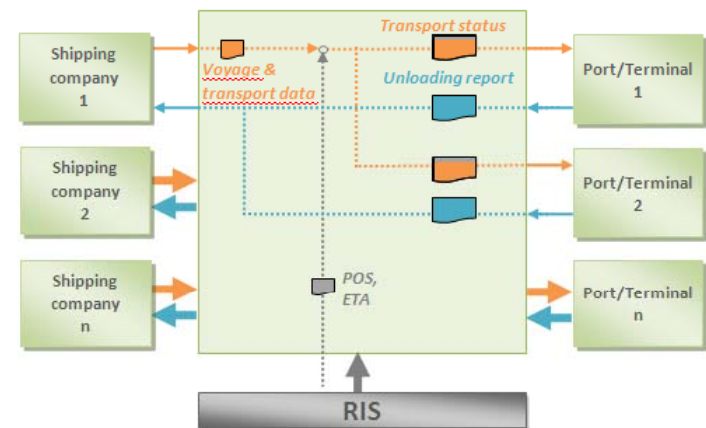 Transport status
Shipping
company
1
Voyage &
transport data
Unloading report
Port/Terminal
1
Shipping
company
2
Port/Terminal
2
Shipping
company
n
POS,
ETA
Port/Terminal
n
RIS